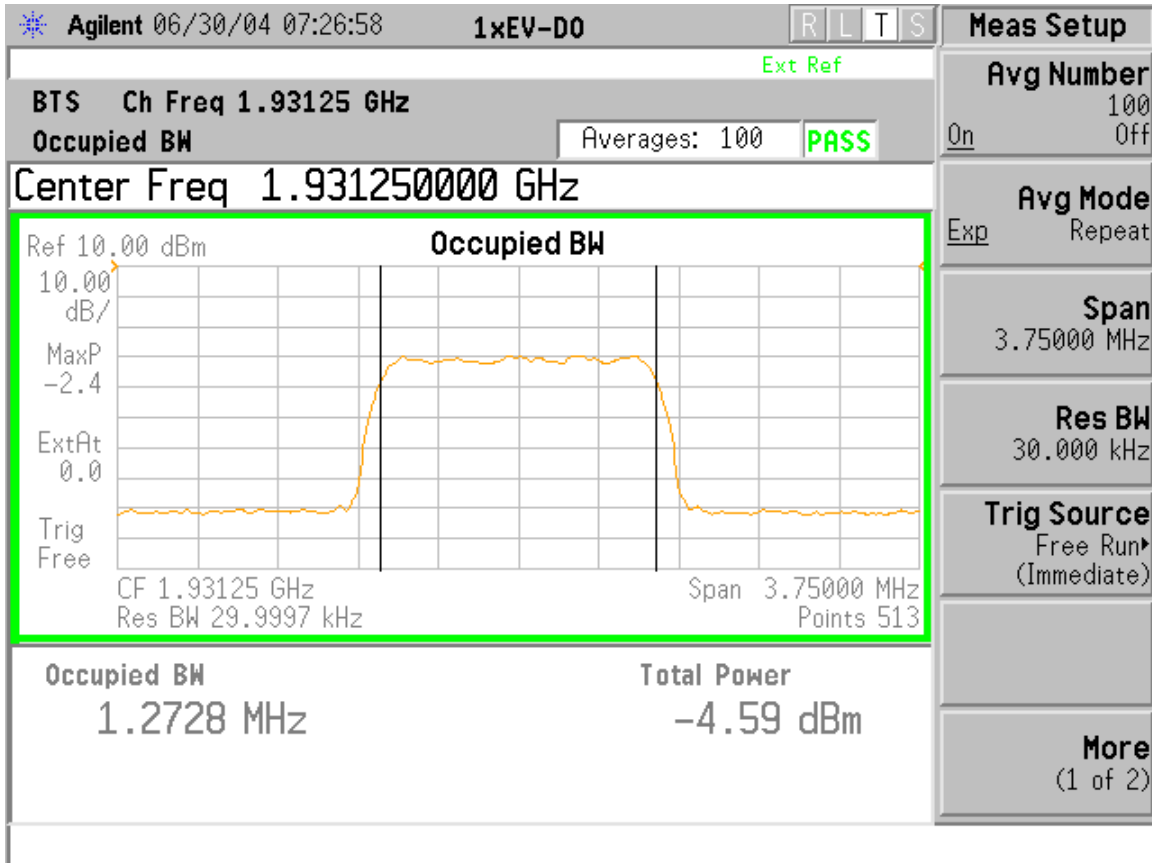 Agilent 06/30/04 07:26:58 1xEV-DO R L T S
Ext Ref
BTS Ch Freq 1.93125 GHz
Occupied BW Averages: 100 PASS
Center Freq 1.931250000 GHz
Ref 10.00 dBm Occupied BW
10.00
dB/
MaxP
-2.4
ExtAt
0.0
Trig
Free
CF 1.93125 GHz Span 3.75000 MHz
Res BW 29.9997 kHz Points 513
Occupied BW Total Power
1.2728 MHz -4.59 dBm
Meas Setup
Avg Number
100
On Off
Avg Mode
Exp Repeat
Span
3.75000 MHz
Res BW
30.000 kHz
Trig Source
Free Run
(Immediate)
More
(1 of 2)